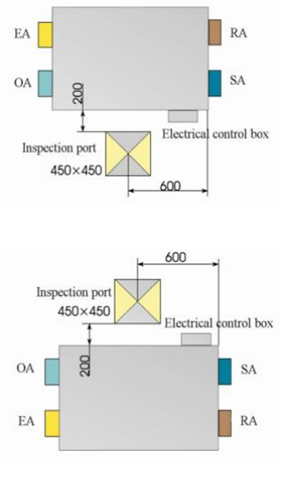 EA
RA
OA
SA
200
Electrical control box
Inspection port
450×450
600
600
Inspection port
450×450
Electrical control box
200
OA
SA
EA
RA